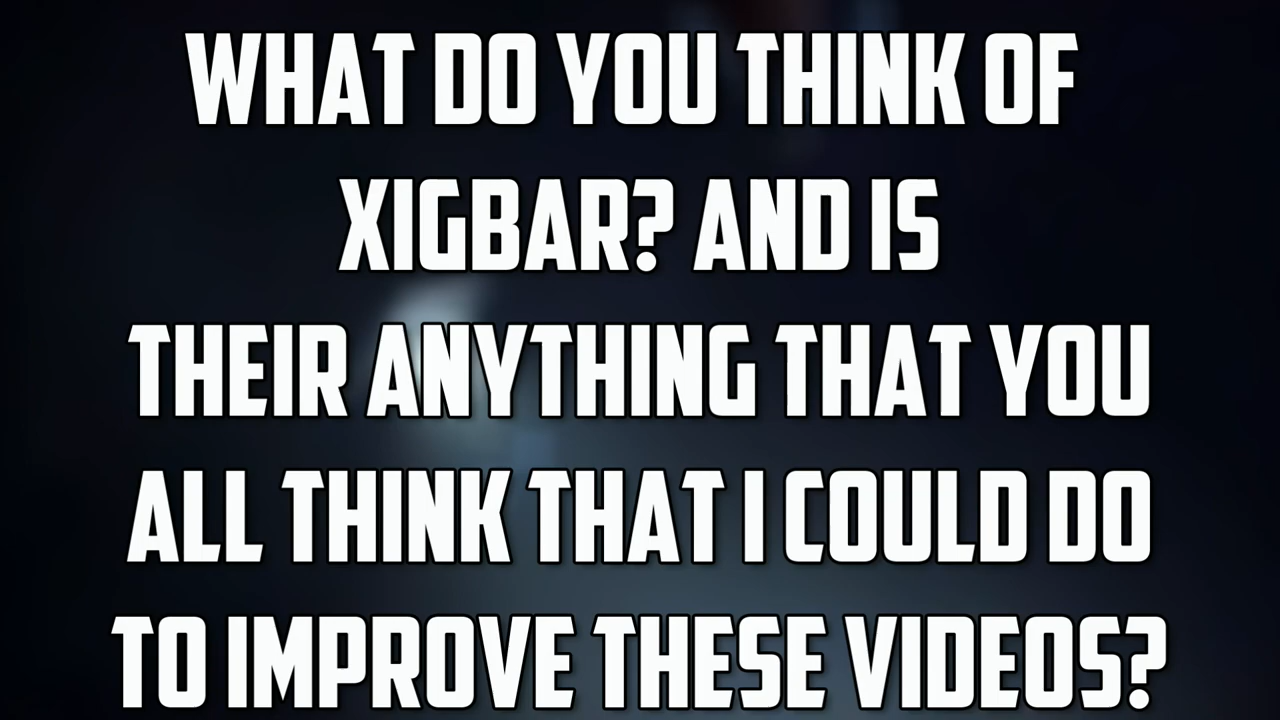 WHAT DO YOU THINK OF
XIGBAR? AND IS
THEIR ANYTHING THAT YOU
ALL THINK THAT I COULD DO
TO IMPROVE THESE VIDEOS?